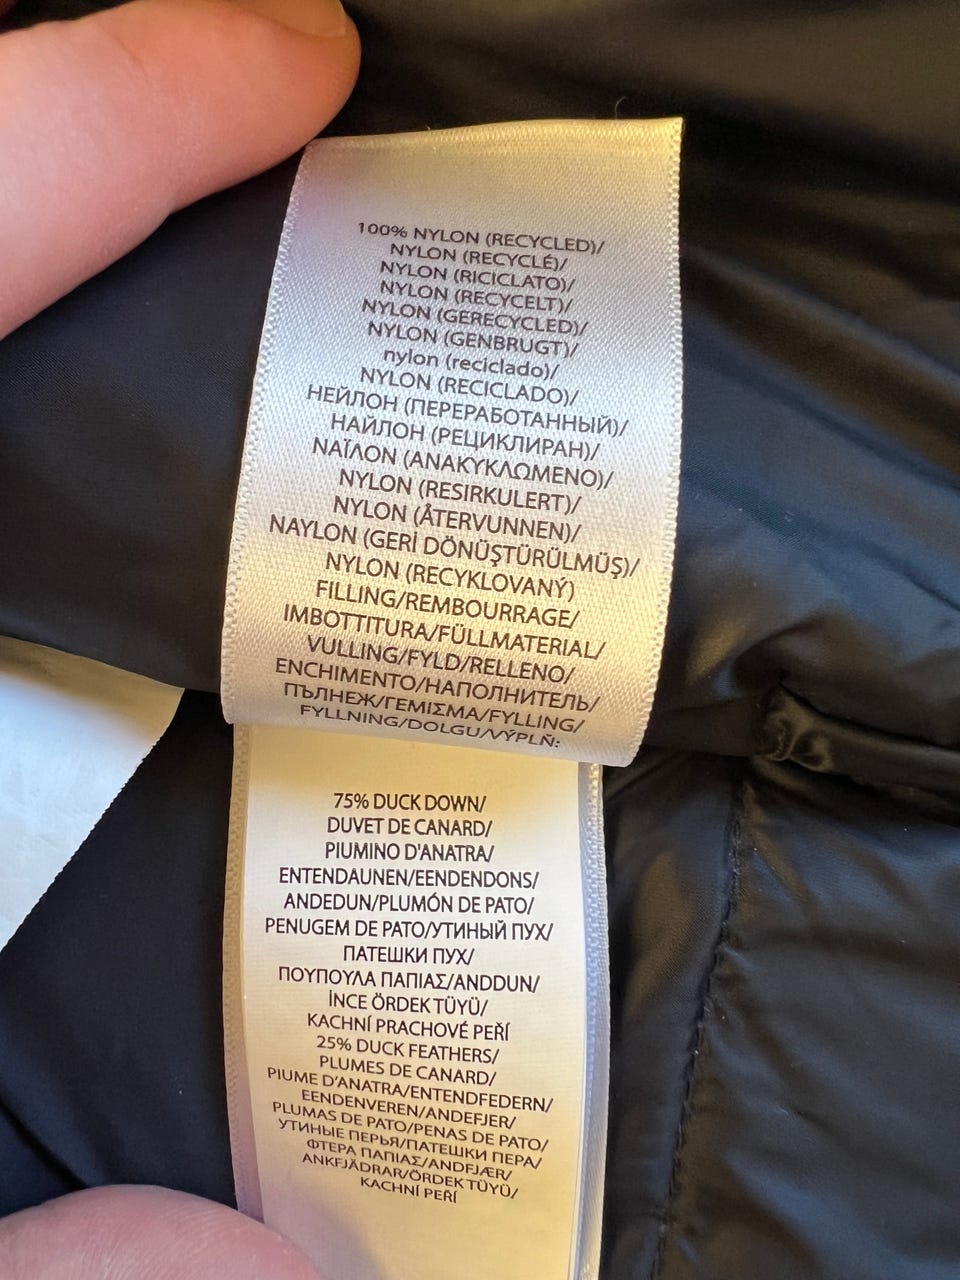 100% NYLON (RECYCLED)/
NYLON (RECYCLÉ)/
NYLON (RICICLATO)/
NYLON (RECYCELT)/
NYLON (GERECYCLED)/
NYLON (GENBRUGT)/
nylon (reciclado)/
NYLON (RECICLADO)/
НЕЙЛОН (ПЕРЕРАБОТАННЫЙ)/
НАЙЛОН (РЕЦИКЛИРАН)/
ΝΑΪΛΟΝ (ΑΝΑΚΥΚΛΩΜΕΝΟ)/
NYLON (RESIRKULERT)/
NYLON (ÅTERVUNNEN)/
NAYLON (GERİ DÖNÜŞTÜRÜLMÜŞ)/
NYLON (RECYKLOVANÝ)
FILLING/REMBOURRAGE/
IMBOTTITURA/FÜLLMATERIAL/
VULLING/FYLD/RELLENO/
ENCHIMENTO/НАПОЛНИТЕЛЬ/
ПЪЛНЕЖ/ΓΕΜΙΣΜΑ/FYLLING/
FYLLNING/DOLGU/VÝPLŇ:
75% DUCK DOWN/
DUVET DE CANARD/
PIUMINO D'ANATRA/
ENTENDAUNEN/EENDENDONS/
ANDEDUN/PLUMÓN DE PATO/
PENUGEM DE PATO/УТИНЫЙ ПУХ/
ПАТЕШКИ ПУХ/
ΠΟΥΠΟΥΛΑ ΠΑΠΙΑΣ/ANDDUN/
İNCE ÖRDEK TÜYÜ/
KACHNÍ PRACHOVÉ PEŘÍ
25% DUCK FEATHERS/
PLUMES DE CANARD/
PIUME D'ANATRA/ENTENDFEDERN/
EENDENVEREN/ANDEFJER/
PLUMAS DE PATO/PENAS DE PATO/
УТИНЫЕ ПЕРЬЯ/ПАТЕШКИ ПЕРА/
ΦΤΕΡΑ ΠΑΠΙΑΣ/ANDFJÆR/
ANKFJÄDRAR/ÖRDEK TÜYÜ/
KACHNÍ PEŘÍ